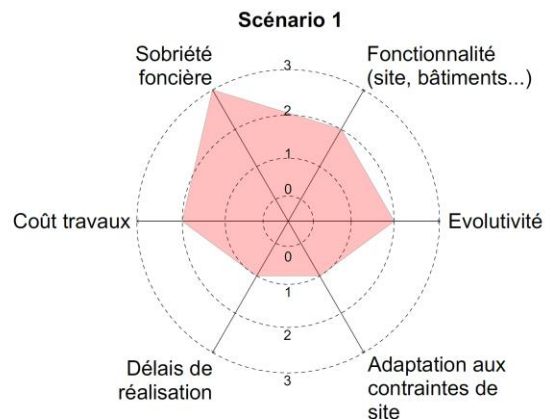 Scénario 1
Sobriété
foncière
Fonctionnalité
(site, bâtiments...)
3
2
1
0
Coût travaux
Evolutivité
0
1
2
3
Délais de
réalisation
Adaptation aux
contraintes de
site